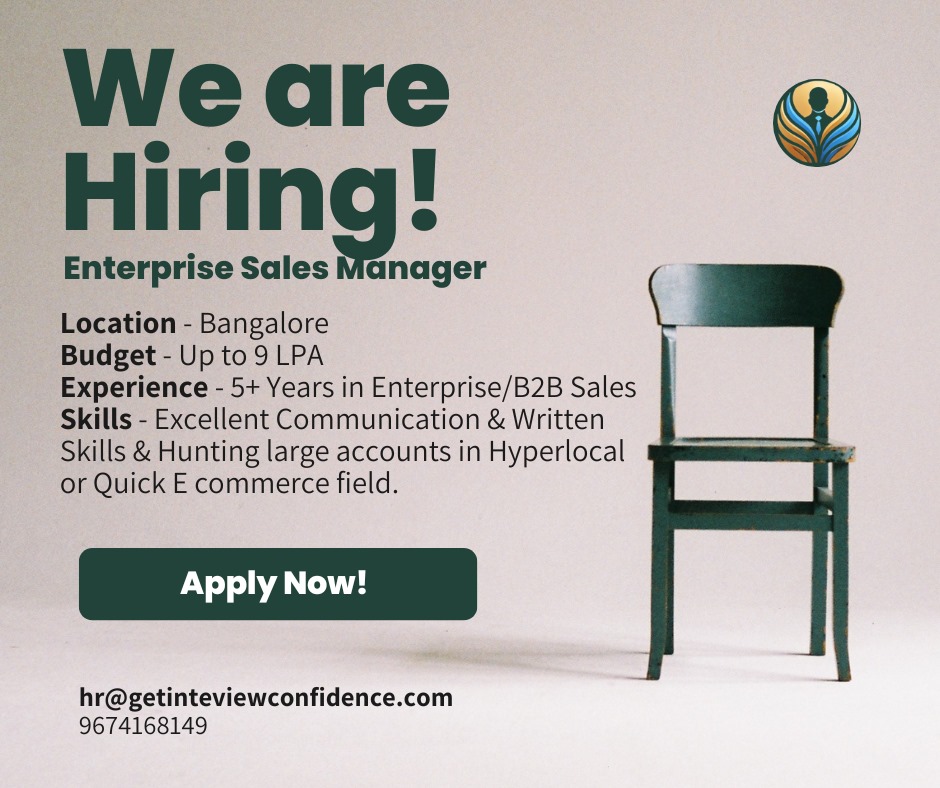 We are
Hiring!
Enterprise Sales Manager
Location - Bangalore
Budget - Up to 9 LPA
Experience - 5+ Years in Enterprise/B2B Sales
Skills - Excellent Communication & Written
Skills & Hunting large accounts in Hyperlocal
or Quick E commerce field.
Apply Now!
hr@getinteviewconfidence.com
9674168149